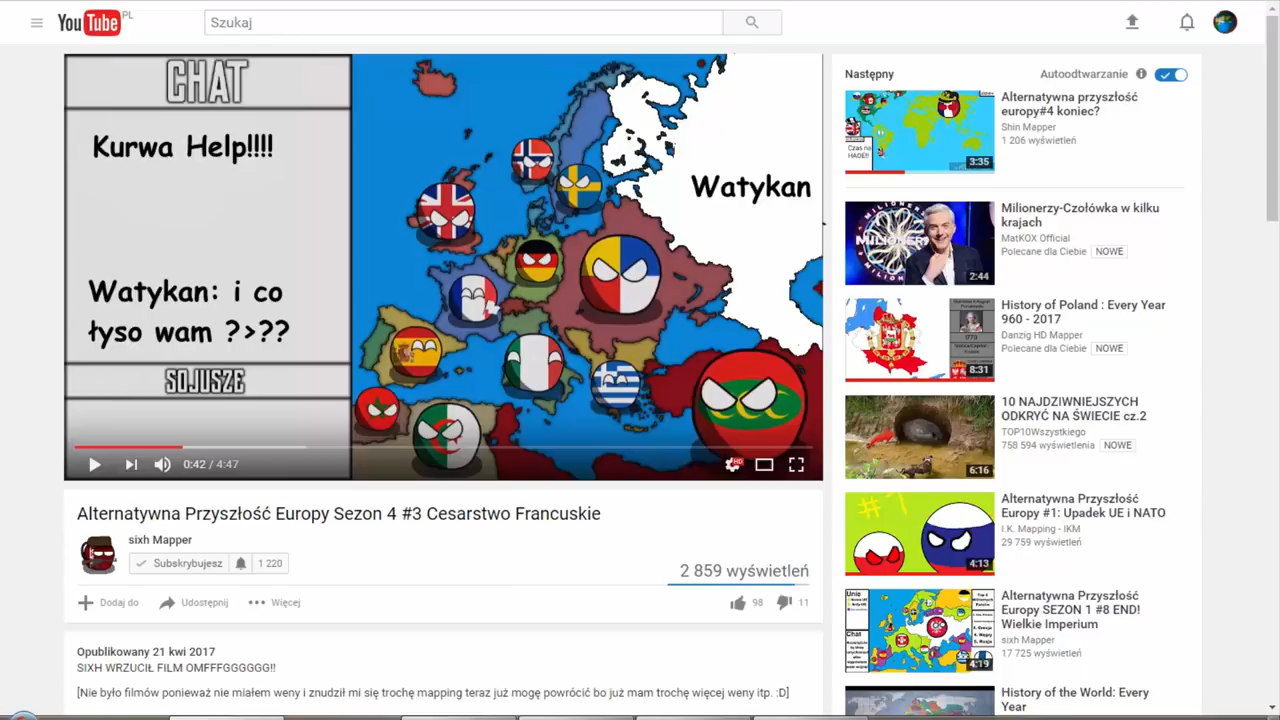 YouTube PL
Szukaj
CHAT
Kurwa Help!!!!
Watykan: i co
łyso wam ?>??
SOJUSZE
Watykan
0:42 / 4:47
HD
Alternatywna Przyszłość Europy Sezon 4 #3 Cesarstwo Francuskie
sixh Mapper
Subskrybujesz
1 220
2 859 wyświetleń
Dodaj do
Udostępnij
Więcej
98
11
Opublikowany 21 kwi 2017
SIXH WRZUCIŁ FILM OMFFFGGGGGG!!
[Nie było filmów ponieważ nie miałem weny i znudził mi się trochę mapping teraz już mogę powrócić bo już mam trochę więcej weny itp. :D]
Następny
Autoodtwarzanie
3:35
Alternatywna przyszłość
europy#4 koniec?
Shin Mapper
1 206 wyświetleń
MILIONERZY
2:44
Milionerzy-Czołówka w kilku
krajach
MatKOX Official
Polecane dla Ciebie NOWE
8:31
History of Poland : Every Year
960 - 2017
Danzig HD Mapper
Polecane dla Ciebie NOWE
6:16
10 NAJDZIWNIEJSZYCH
ODKRYĆ NA ŚWIECIE cz.2
TOP10Wszystkiego
758 594 wyświetlenia NOWE
#1
4:13
Alternatywna Przyszłość
Europy #1: Upadek UE i NATO
I.K. Mapping - IKM
29 759 wyświetleń
Chat
4:19
Alternatywna Przyszłość
Europy SEZON 1 #8 END!
Wielkie Imperium
sixh Mapper
17 725 wyświetleń
History of the World: Every
Year